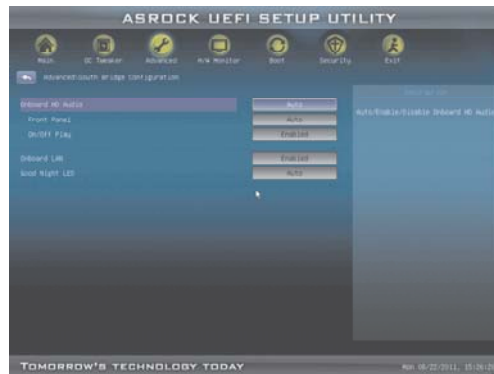 ASROCK UEFI SETUP UTILITY
Main OC Tweaker Advanced H/W Monitor Boot Security Exit
Advanced\South Bridge Configuration
Description
Onboard HD Audio Auto
Auto/Enable/Disable Onboard HD Audio
Front Panel Auto
On/Off Play Enabled
Onboard LAN Enabled
Good Night LED Auto
TOMORROW'S TECHNOLOGY TODAY